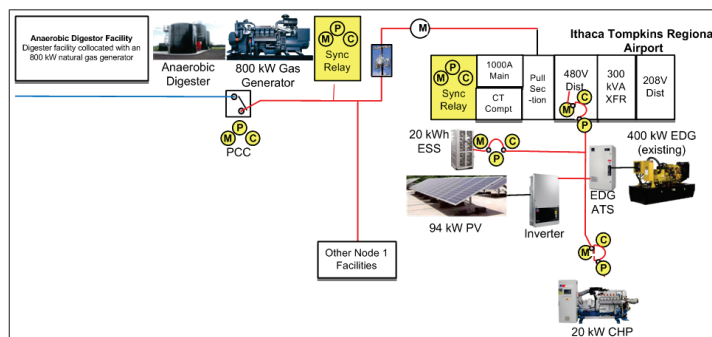 Anaerobic Digestor Facility
Digester facility collocated with an
800 kW natural gas generator
Anaerobic
Digester
800 kW Gas
Generator
P
M
C
Sync
Relay
M
P
M
C
PCC
Other Node 1
Facilities
Ithaca Tompkins Regiona
Airport
P
M
C
Sync
Relay
1000A
Main
CT
Compt
Pull
Sec
-tion
480V
Dist
C
M
P
300
kVA
XFR
208V
Dist
20 kWh
ESS
M
C
P
400 kW EDG
(existing)
EDG
ATS
94 kW PV
Inverter
C
M
P
20 kW CHP